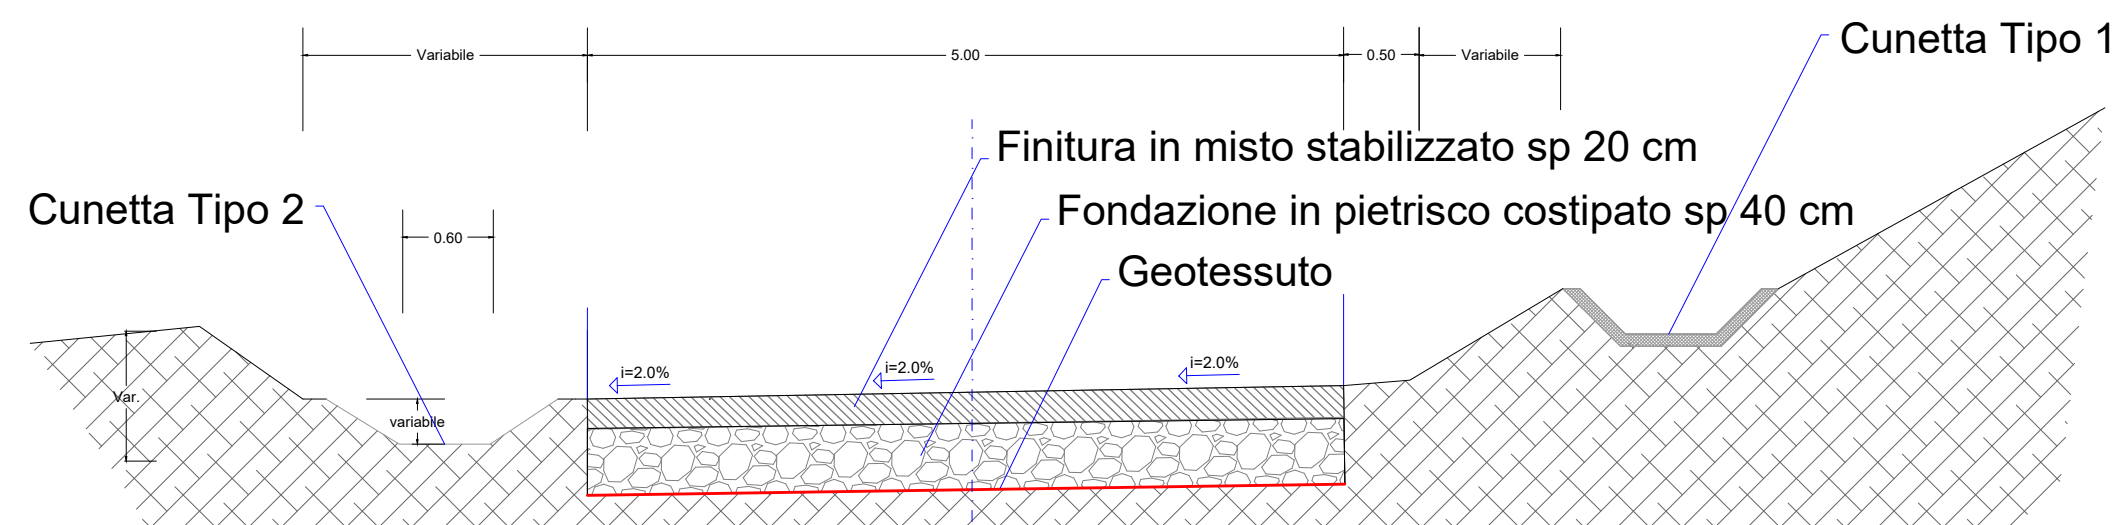 Cunetta Tipo 1
Variabile
5.00
0.50
Variabile
Finitura in misto stabilizzato sp 20 cm
Cunetta Tipo 2
Fondazione in pietrisco costipato sp 40 cm
0.60
Geotessuto
i=2.0%
i=2.0%
i=2.0%
Var.
variabile